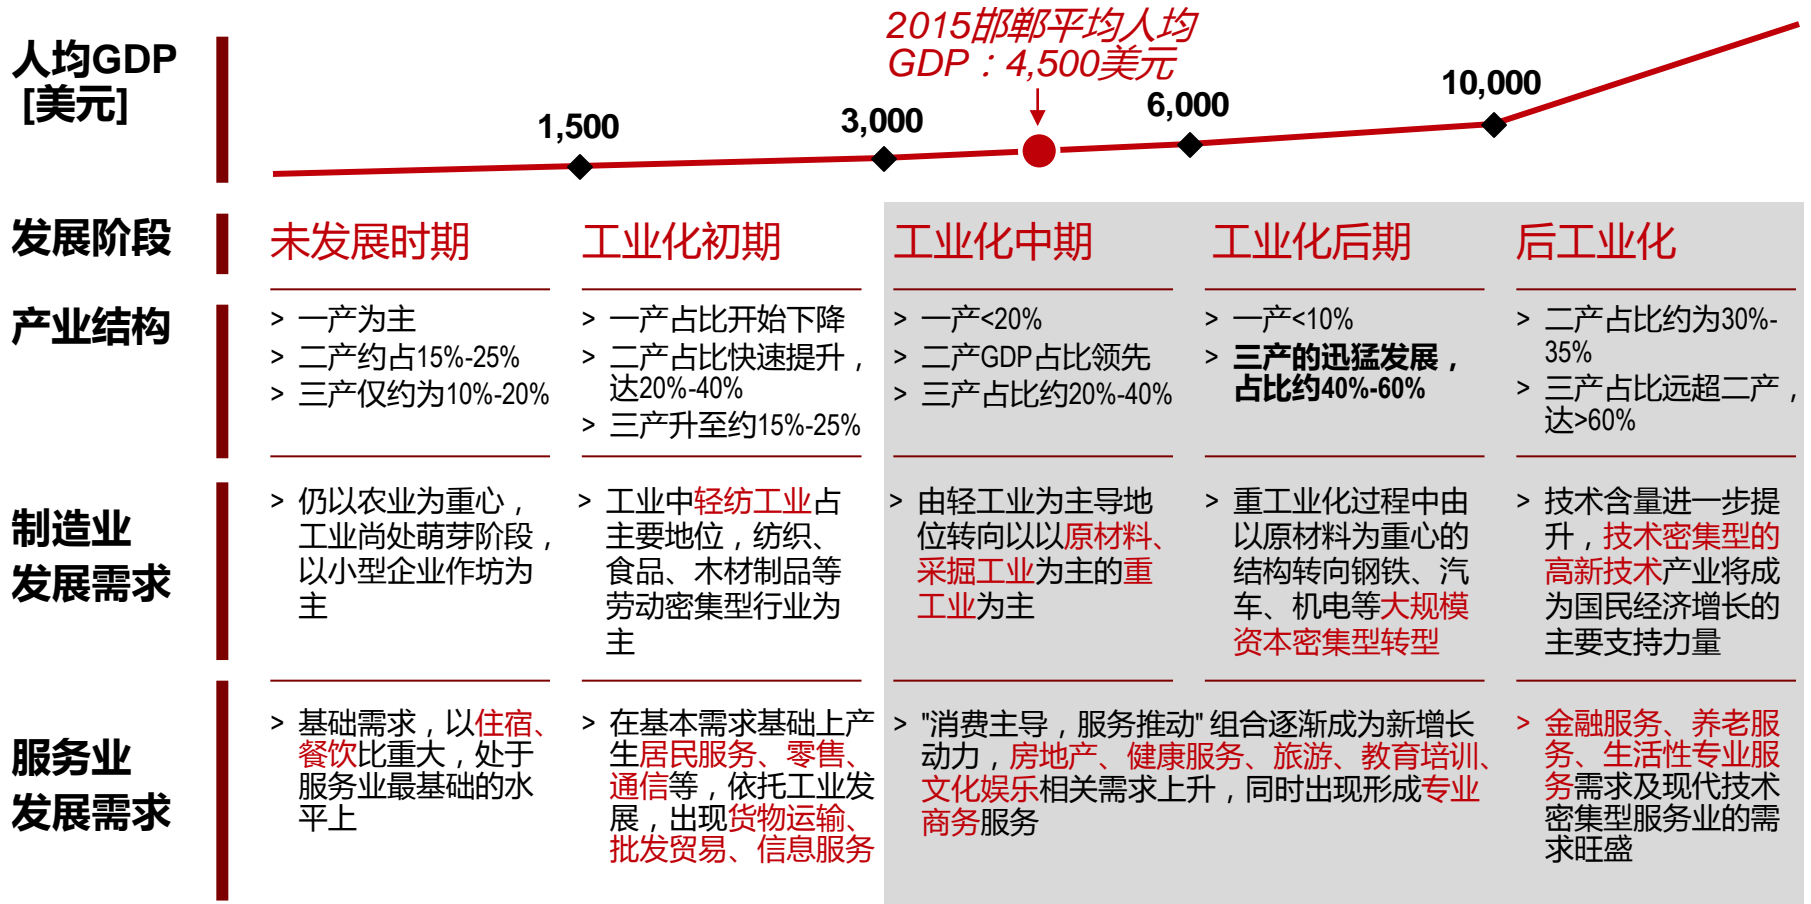 2015邯郸平均人均
GDP：4,500美元
人均GDP
[美元]
1,500
3,000
6,000
10,000
发展阶段
未发展时期
工业化初期
工业化中期
工业化后期
后工业化
产业结构
> 一产为主
> 二产约占15%-25%
> 三产仅约为10%-20%
> 一产占比开始下降
> 二产占比快速提升，
达20%-40%
> 三产升至约15%-25%
> 一产<20%
> 二产GDP占比领先
> 三产占比约20%-40%
> 一产<10%
> 三产的迅猛发展，
占比约40%-60%
> 二产占比约为30%-
35%
> 三产占比远超二产，
达>60%
制造业
发展需求
> 仍以农业为重心，
工业尚处萌芽阶段，
以小型企业作坊为
主
> 工业中轻纺工业占
主要地位，纺织、
食品、木材制品等
劳动密集型行业为
主
> 由轻工业为主导地
位转向以以原材料、
采掘工业为主的重
工业为主
> 重工业化过程中由
以原材料为重心的
结构转向钢铁、汽
车、机电等大规模
资本密集型转型
> 技术含量进一步提
升，技术密集型的
高新技术产业将成
为国民经济增长的
主要支持力量
服务业
发展需求
> 基础需求，以住宿、
餐饮比重大，处于
服务业最基础的水
平上
> 在基本需求基础上产
生居民服务、零售、
通信等，依托工业发
展，出现货物运输、
批发贸易、信息服务
> "消费主导，服务推动" 组合逐渐成为新增长
动力，房地产、健康服务、旅游、教育培训、
文化娱乐相关需求上升，同时出现形成专业
商务服务
> 金融服务、养老服
务、生活性专业服
务需求及现代技术
密集型服务业的需
求旺盛